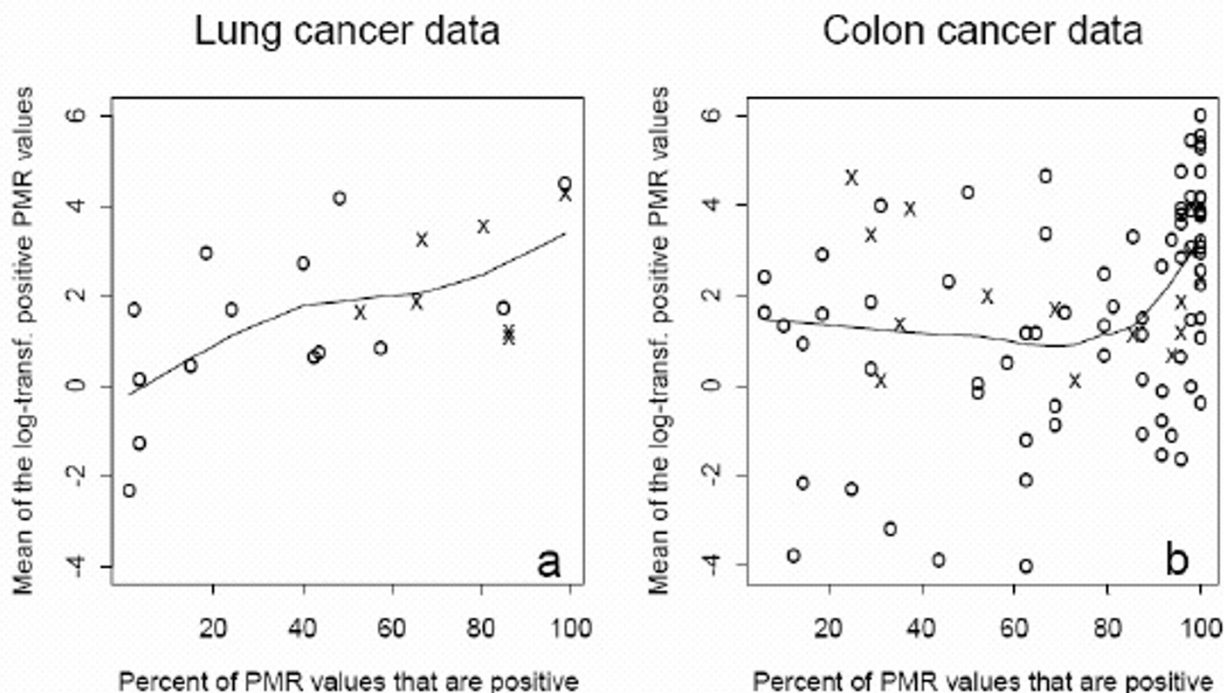 Lung cancer data
Mean of the log-transf. positive PMR values
6
4
2
0
-2
-4
a
20 40 60 80 100
Percent of PMR values that are positive
Colon cancer data
Mean of the log-transf. positive PMR values
6
4
2
0
-2
-4
b
20 40 60 80 100
Percent of PMR values that are positive